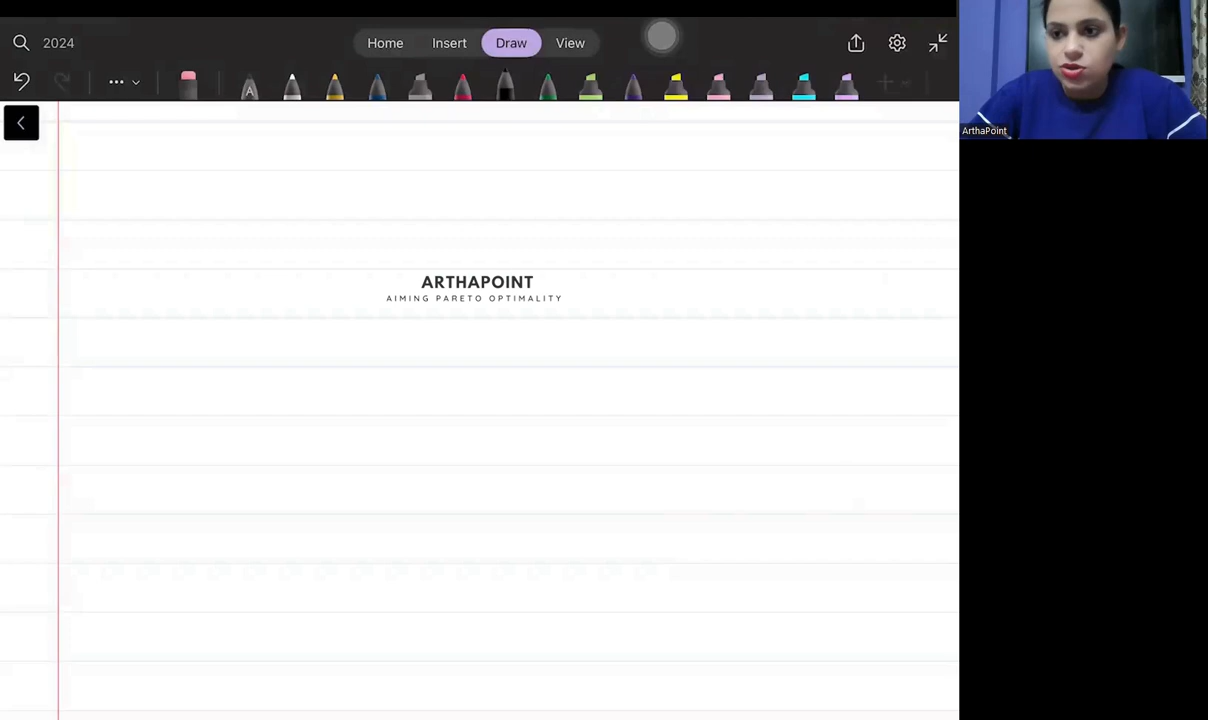 2024
Home Insert Draw View
A
ArthaPoint
ARTHAPOINT
AIMING PARETO OPTIMALITY